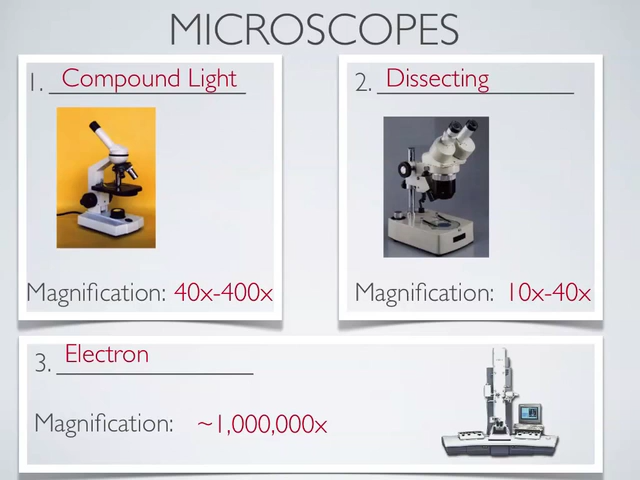 MICROSCOPES
1. Compound Light
Magnification: 40x-400x
2. Dissecting
Magnification: 10x-40x
3. Electron
Magnification: ~1,000,000x